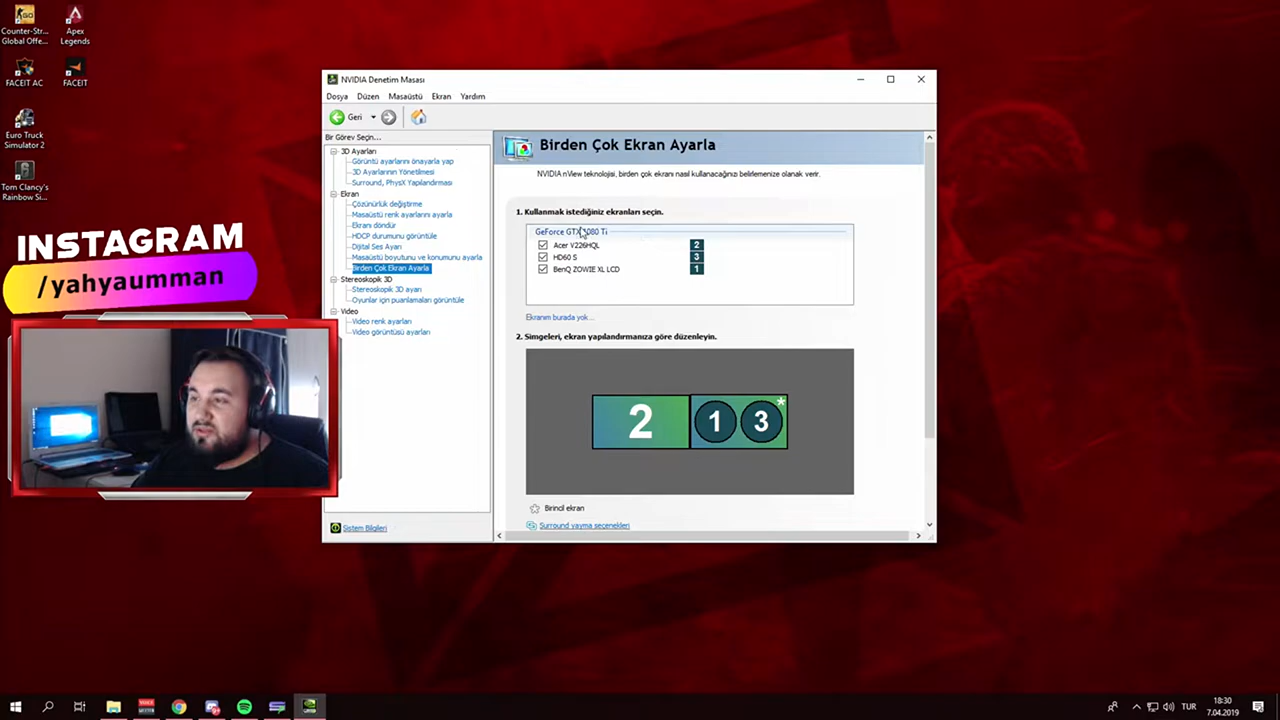 Counter-Str...
Global Offe...
Apex
Legends
FACEIT AC
FACEIT
Euro Truck
Simulator 2
Tom Clancy's
Rainbow Si...
INSTAGRAM
/yahyaumman
NVIDIA Denetim Masası
Dosya Düzen Masaüstü Ekran Yardım
Geri
Bir Görev Seçin...
3D Ayarları
Görüntü ayarlarını önayarla yap
3D Ayarlarının Yönetilmesi
Surround, PhysX Yapılandırması
Ekran
Çözünürlük değiştirme
Masaüstü renk ayarlarını ayarla
Ekranı döndür
HDCP durumunu görüntüle
Dijital Ses Ayarı
Masaüstü boyutunu ve konumunu ayarla
Birden Çok Ekran Ayarla
Stereoskopik 3D
Stereoskopik 3D ayarı
Oyunlar için puanlamaları görüntüle
Video
Video renk ayarları
Video görüntüsü ayarları
Sistem Bilgileri
Birden Çok Ekran Ayarla
NVIDIA nView teknolojisi, birden çok ekranı nasıl kullanacağınızı belirlemenize olanak verir.
1. Kullanmak istediğiniz ekranları seçin.
GeForce GTX 1080 Ti
Acer V226HQL 2
HD60 S 3
BenQ ZOWIE XL LCD 1
Ekranım burada yok...
2. Simgeleri, ekran yapılandırmanıza göre düzenleyin.
2 1 3 *
Birincil ekran
Surround yayma seçenekleri
TUR
18:30
7.04.2019